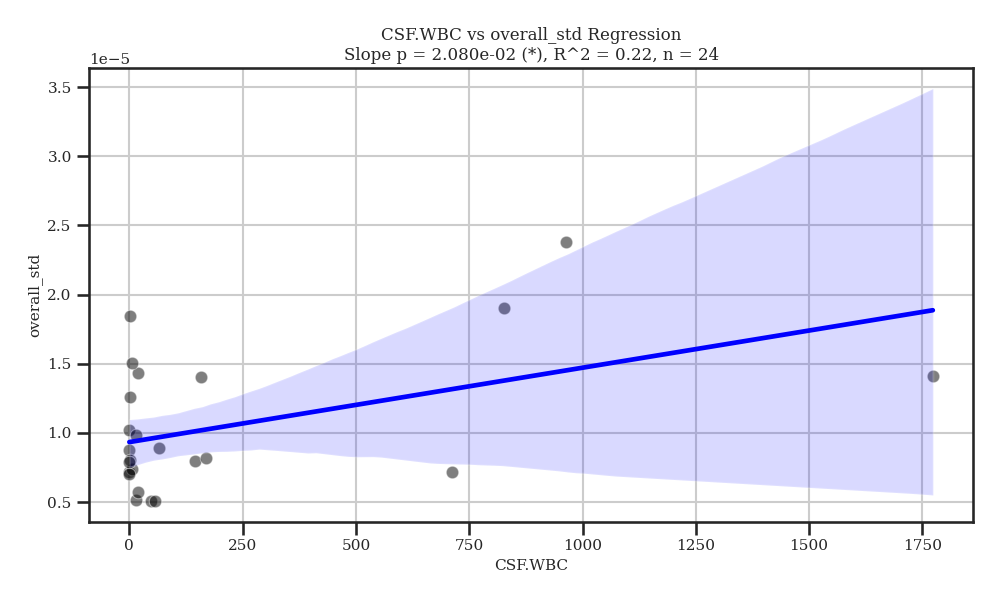 CSF.WBC vs overall_std Regression
Slope p = 2.080e-02 (*), R^2 = 0.22, n = 24
1e−5
3.5
3.0
2.5
2.0
1.5
1.0
0.5
overall_std
0 250 500 750 1000 1250 1500 1750
CSF.WBC